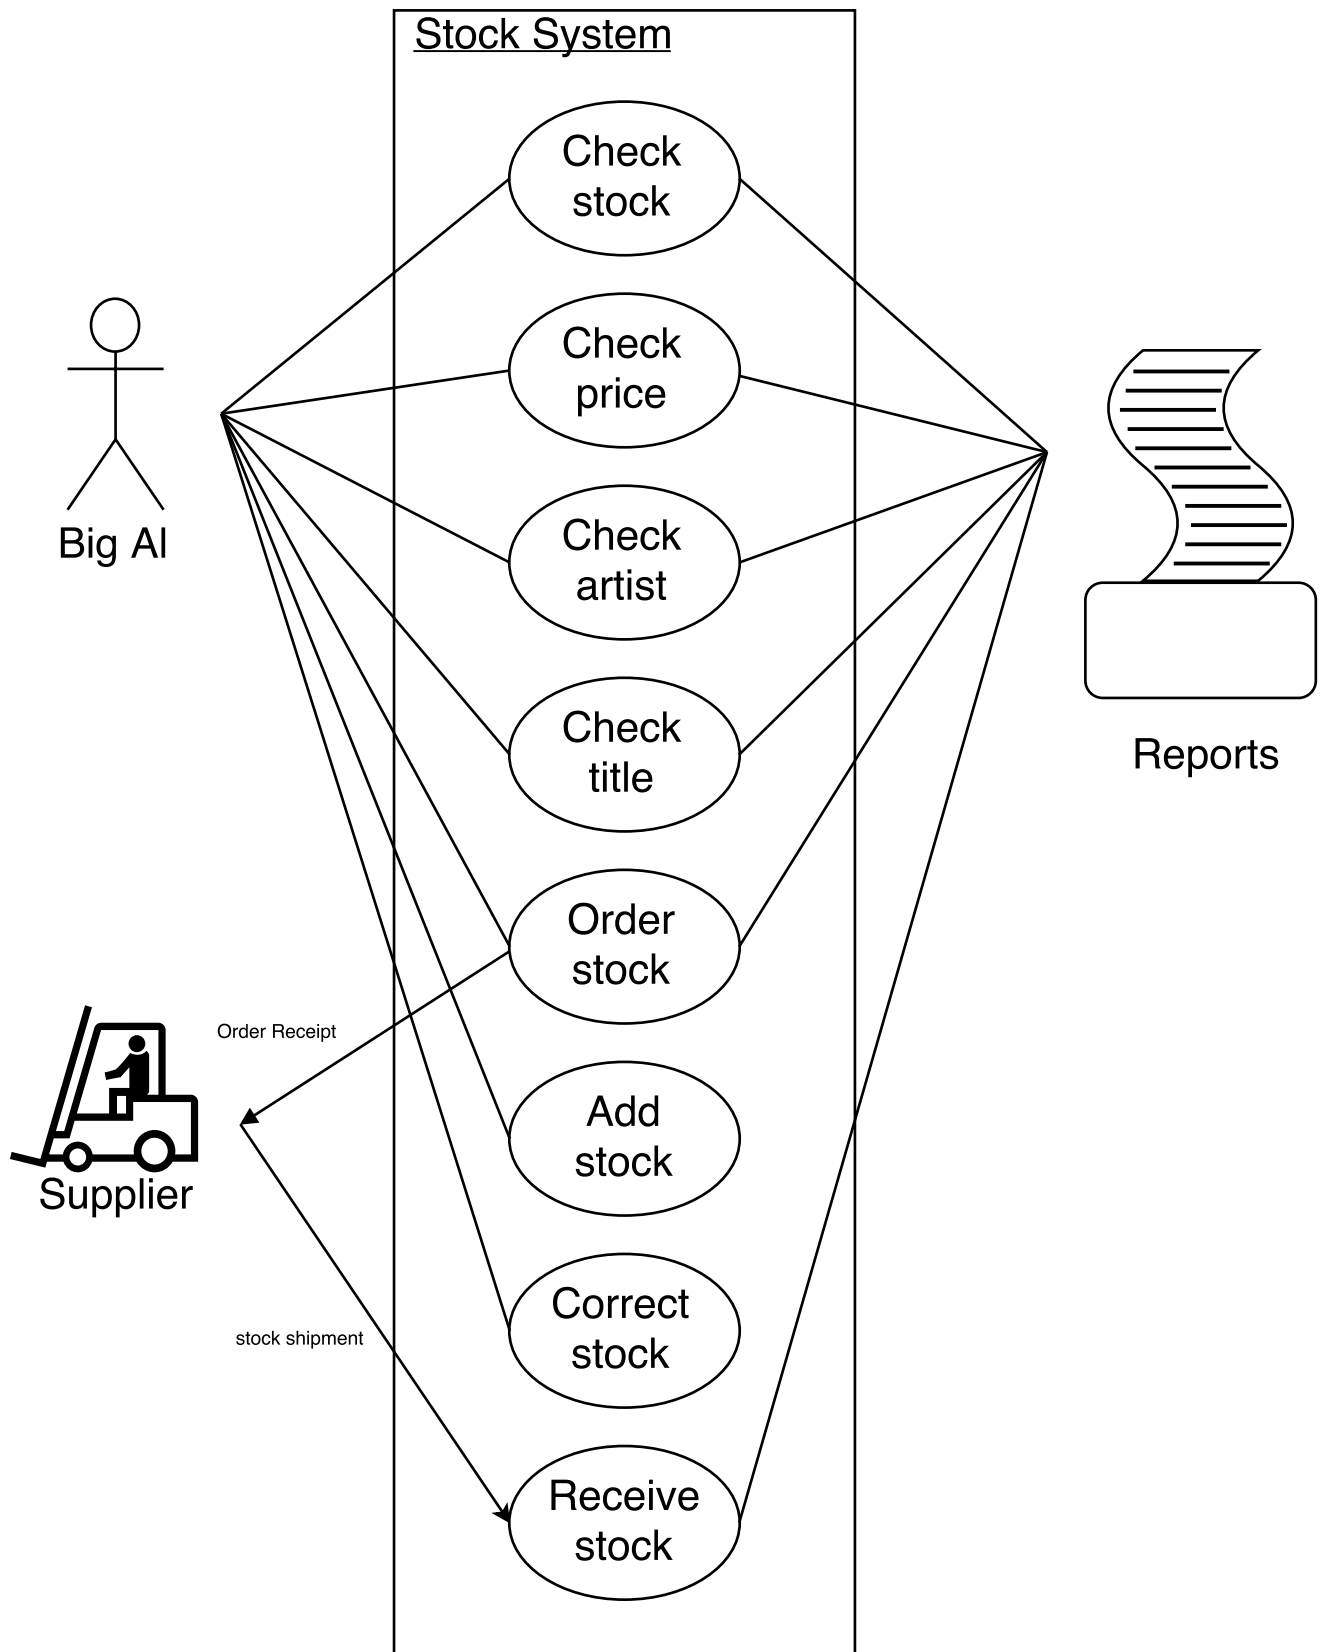 Stock System
Check
stock
Check
price
Check
artist
Check
title
Order
stock
Add
stock
Correct
stock
Receive
stock
Big Al
Order Receipt
Supplier
stock shipment
Reports